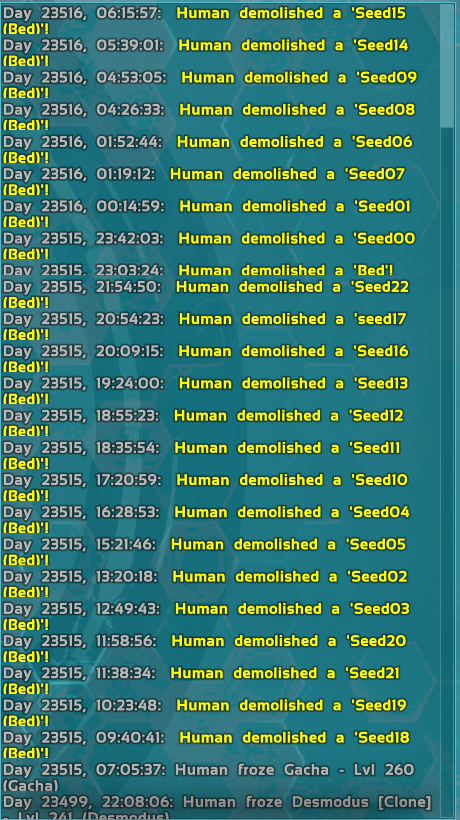 Day 23516, 06:15:57: Human demolished a 'Seed15
(Bed)'!
Day 23516, 05:39:01: Human demolished a 'Seed14
(Bed)'!
Day 23516, 04:53:05: Human demolished a 'Seed09
(Bed)'!
Day 23516, 04:26:33: Human demolished a 'Seed08
(Bed)'!
Day 23516, 01:52:44: Human demolished a 'Seed06
(Bed)'!
Day 23516, 01:19:12: Human demolished a 'Seed07
(Bed)'!
Day 23516, 00:14:59: Human demolished a 'Seed01
(Bed)'!
Day 23515, 23:42:03: Human demolished a 'Seed00
(Bed)'!
Day 23515, 23:03:24: Human demolished a 'Bed'!
Day 23515, 21:54:50: Human demolished a 'Seed22
(Bed)'!
Day 23515, 20:54:23: Human demolished a 'seed17
(Bed)'!
Day 23515, 20:09:15: Human demolished a 'Seed16
(Bed)'!
Day 23515, 19:24:00: Human demolished a 'Seed13
(Bed)'!
Day 23515, 18:55:23: Human demolished a 'Seed12
(Bed)'!
Day 23515, 18:35:54: Human demolished a 'Seed11
(Bed)'!
Day 23515, 17:20:59: Human demolished a 'Seed10
(Bed)'!
Day 23515, 16:28:53: Human demolished a 'Seed04
(Bed)'!
Day 23515, 15:21:46: Human demolished a 'Seed05
(Bed)'!
Day 23515, 13:20:18: Human demolished a 'Seed02
(Bed)'!
Day 23515, 12:49:43: Human demolished a 'Seed03
(Bed)'!
Day 23515, 11:58:56: Human demolished a 'Seed20
(Bed)'!
Day 23515, 11:38:34: Human demolished a 'Seed21
(Bed)'!
Day 23515, 10:23:48: Human demolished a 'Seed19
(Bed)'!
Day 23515, 09:40:41: Human demolished a 'Seed18
(Bed)'!
Day 23515, 07:05:37: Human froze Gacha - Lvl 260
(Gacha)
Day 23499, 22:08:06: Human froze Desmodus [Clone]
- Lvl 241 (Desmodus)